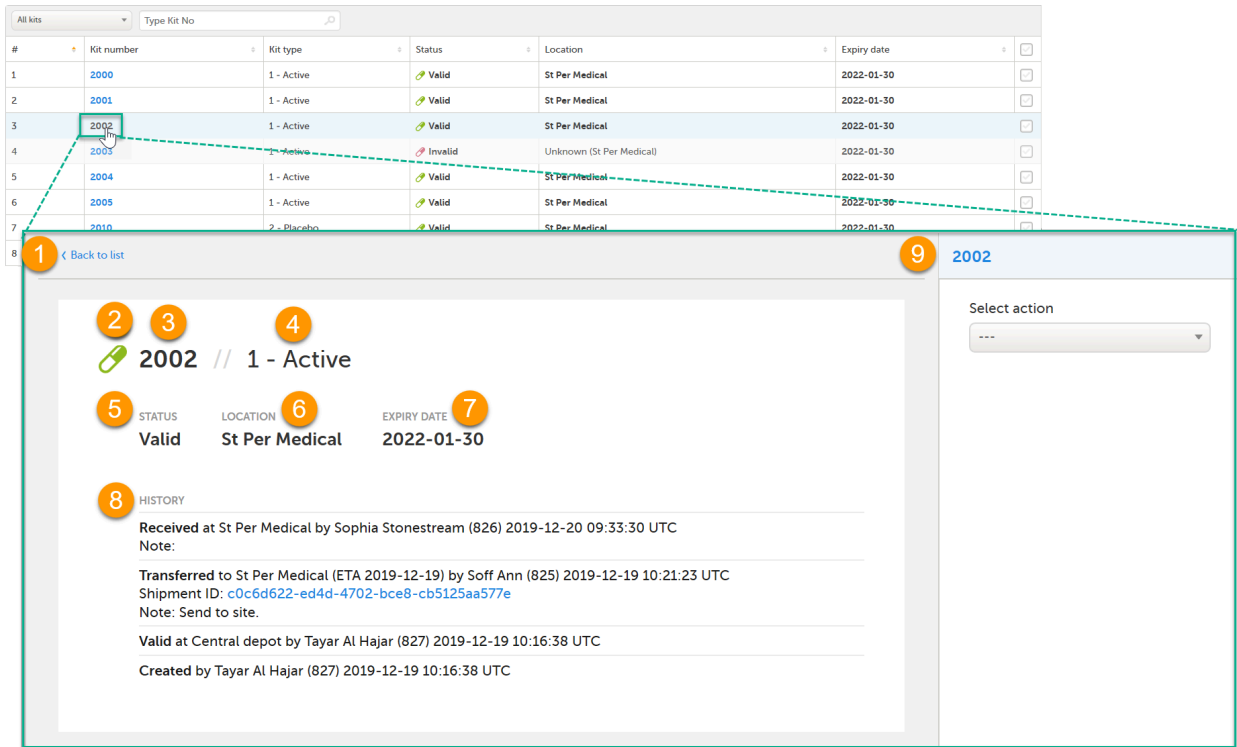 All kits Type Kit No
# Kit number Kit type Status Location Expiry date
1 2000 1 - Active Valid St Per Medical 2022-01-30
2 2001 1 - Active Valid St Per Medical 2022-01-30
3 2002 1 - Active Valid St Per Medical 2022-01-30
4 2003 1 - Active Invalid Unknown (St Per Medical) 2022-01-30
5 2004 1 - Active Valid St Per Medical 2022-01-30
6 2005 1 - Active Valid St Per Medical 2022-01-30
7 2010 2 - Placebo Valid St Per Medical 2022-01-30
8
1 Back to list 9 2002
2 3 4
2002 // 1 - Active
Select action
---
5 STATUS LOCATION 6 EXPIRY DATE 7
Valid St Per Medical 2022-01-30
8 HISTORY
Received at St Per Medical by Sophia Stonestream (826) 2019-12-20 09:33:30 UTC
Note:
Transferred to St Per Medical (ETA 2019-12-19) by Soff Ann (825) 2019-12-19 10:21:23 UTC
Shipment ID: c0c6d622-ed4d-4702-bce8-cb5125aa577e
Note: Send to site.
Valid at Central depot by Tayar Al Hajar (827) 2019-12-19 10:16:38 UTC
Created by Tayar Al Hajar (827) 2019-12-19 10:16:38 UTC